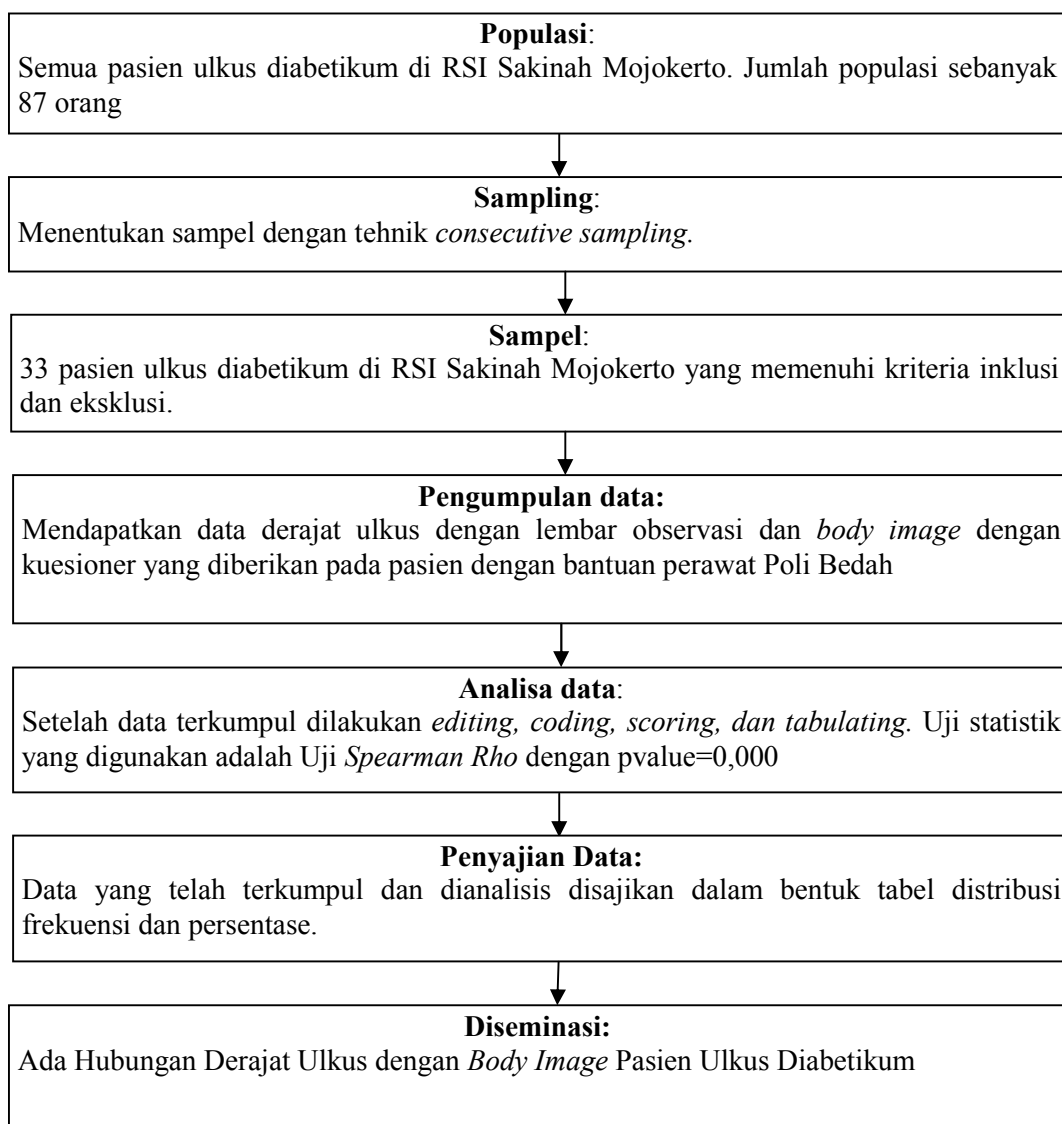 Populasi:
Semua pasien ulkus diabetikum di RSI Sakinah Mojokerto. Jumlah populasi sebanyak
87 orang
Sampling:
Menentukan sampel dengan tehnik consecutive sampling.
Sampel:
33 pasien ulkus diabetikum di RSI Sakinah Mojokerto yang memenuhi kriteria inklusi
dan eksklusi.
Pengumpulan data:
Mendapatkan data derajat ulkus dengan lembar observasi dan body image dengan
kuesioner yang diberikan pada pasien dengan bantuan perawat Poli Bedah
Analisa data:
Setelah data terkumpul dilakukan editing, coding, scoring, dan tabulating. Uji statistik
yang digunakan adalah Uji Spearman Rho dengan pvalue=0,000
Penyajian Data:
Data yang telah terkumpul dan dianalisis disajikan dalam bentuk tabel distribusi
frekuensi dan persentase.
Diseminasi:
Ada Hubungan Derajat Ulkus dengan Body Image Pasien Ulkus Diabetikum